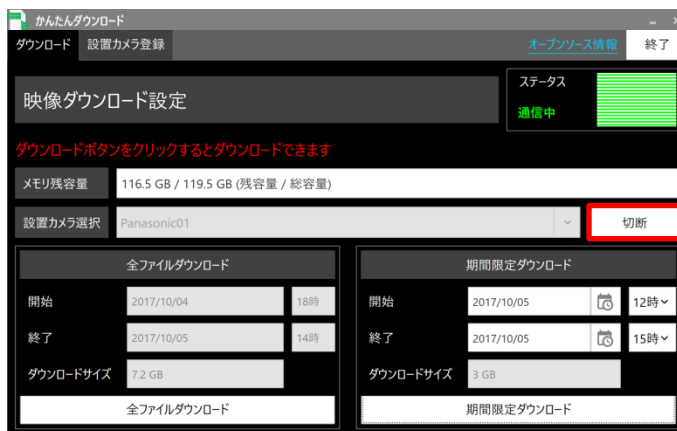 かんたんダウンロード
ダウンロード 設置カメラ登録 オープンソース情報 終了
映像ダウンロード設定
ステータス
通信中
ダウンロードボタンをクリックするとダウンロードできます
メモリ残容量 116.5 GB / 119.5 GB (残容量 / 総容量)
設置カメラ選択 Panasonic01 切断
全ファイルダウンロード 期間限定ダウンロード
開始 2017/10/04 18時 開始 2017/10/05 12時
終了 2017/10/05 14時 終了 2017/10/05 15時
ダウンロードサイズ 7.2 GB ダウンロードサイズ 3 GB
全ファイルダウンロード 期間限定ダウンロード